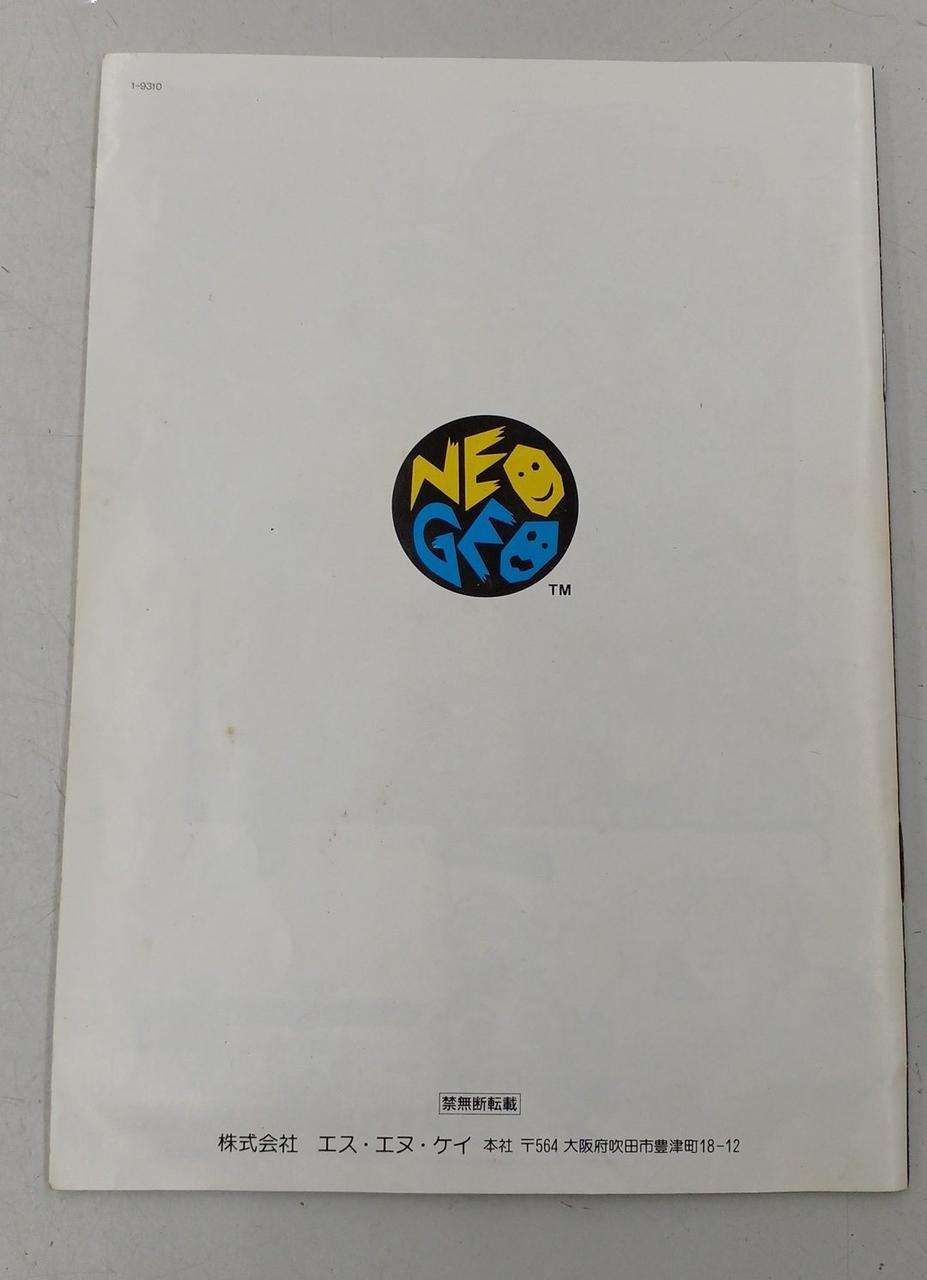 1-9310
NEO
GEO
TM
禁無断転載
株式会社 エス・エヌ・ケイ 本社 〒564 大阪府吹田市豊津町18-12